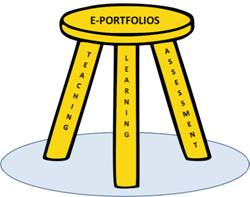 E-PORTFOLIOS
TEACHING
LEARNING
ASSESSMENT